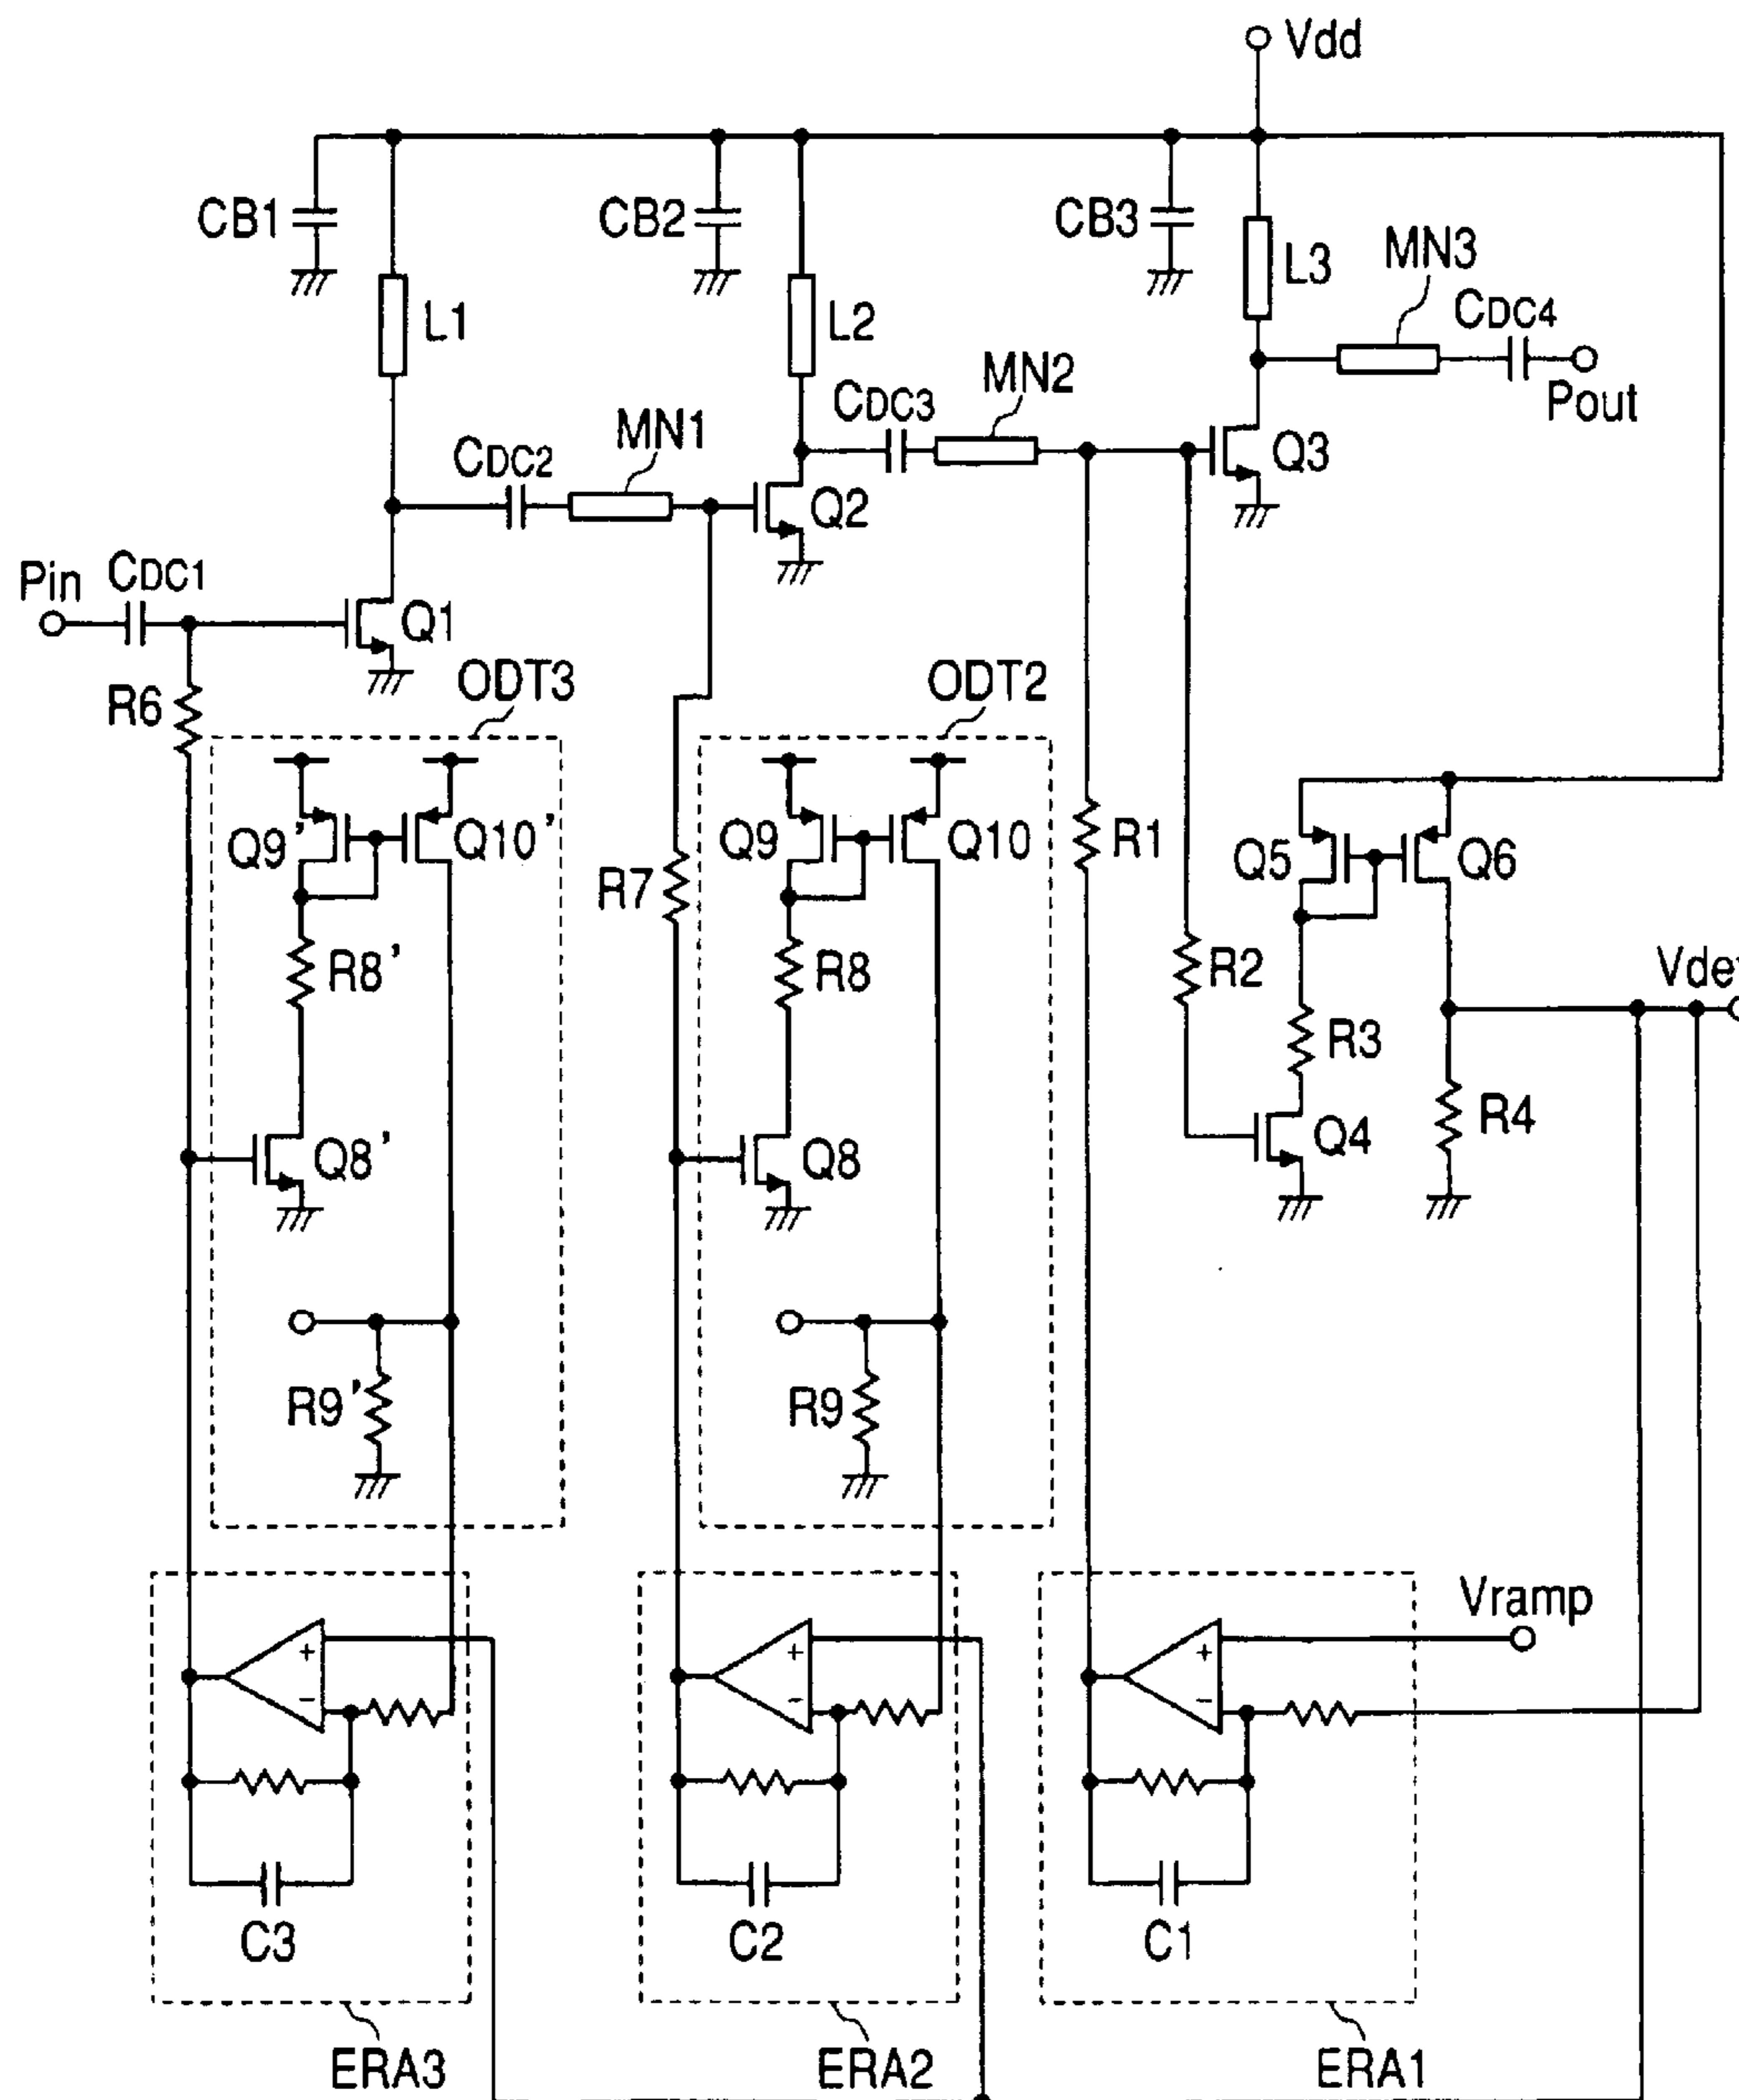 Vdd
CB1
CB2
CB3
L1
L2
L3
MN3
CDC4
Pout
MN2
CDC3
MN1
CDC2
Q3
Q2
Pin
CDC1
Q1
ODT3
ODT2
R6
Q9'
Q10'
Q9
Q10
R1
Q5
Q6
R7
R8'
R8
R2
R3
R4
Q8'
Q8
Q4
R9'
R9
Vramp
+
−
+
−
+
−
C3
C2
C1
ERA3
ERA2
ERA1